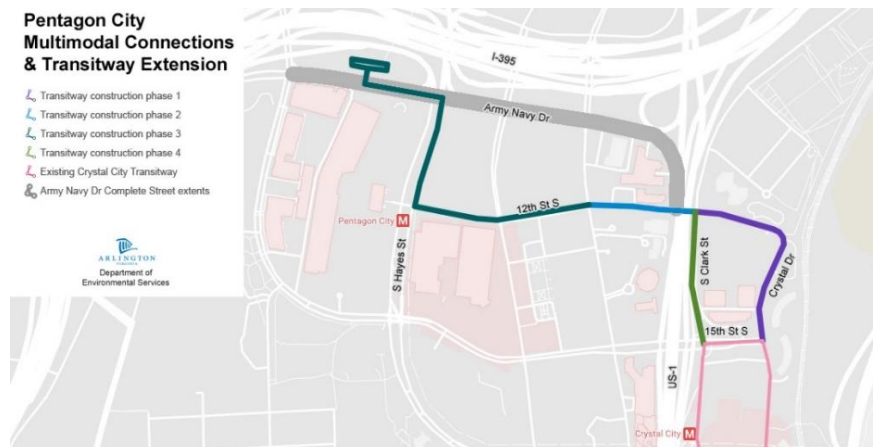 Pentagon City
Multimodal Connections
& Transitway Extension
Transitway construction phase 1
Transitway construction phase 2
Transitway construction phase 3
Transitway construction phase 4
Existing Crystal City Transitway
Army Navy Dr Complete Street extents
ARLINGTON
VIRGINIA
Department of
Environmental Services
I-395
Army Navy Dr
12th St S
Pentagon City M
S Hayes St
S Clark St
Crystal Dr
15th St S
US-1
Crystal City M